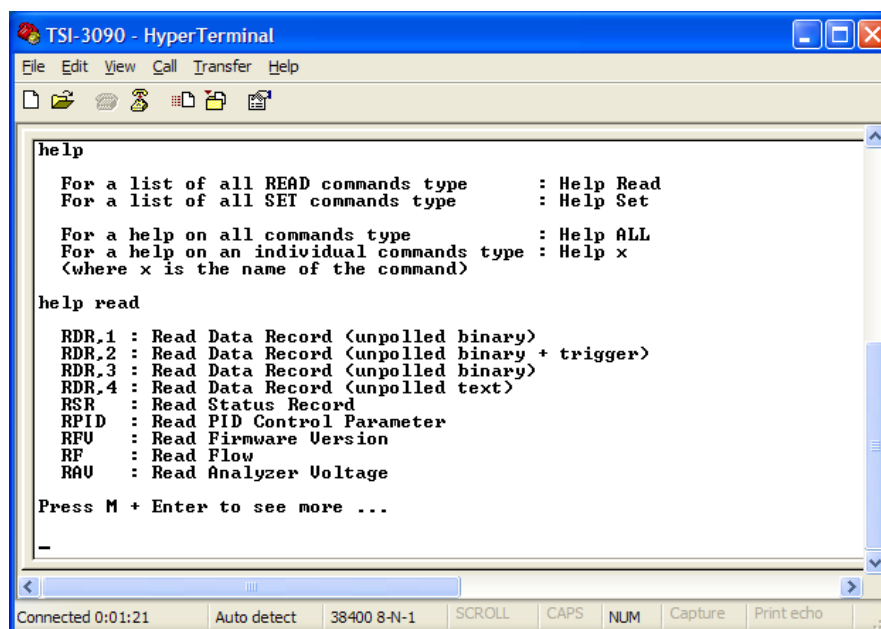 TSI-3090 - HyperTerminal
File Edit View Call Transfer Help
help
For a list of all READ commands type : Help Read
For a list of all SET commands type : Help Set
For a help on all commands type : Help ALL
For a help on an individual commands type : Help x
(where x is the name of the command)
help read
RDR,1 : Read Data Record (unpolled binary)
RDR,2 : Read Data Record (unpolled binary + trigger)
RDR,3 : Read Data Record (unpolled binary)
RDR,4 : Read Data Record (unpolled text)
RSR : Read Status Record
RPID : Read PID Control Parameter
RFV : Read Firmware Version
RF : Read Flow
RAV : Read Analyzer Voltage
Press M + Enter to see more ...
Connected 0:01:21 Auto detect 38400 8-N-1 SCROLL CAPS NUM Capture Print echo